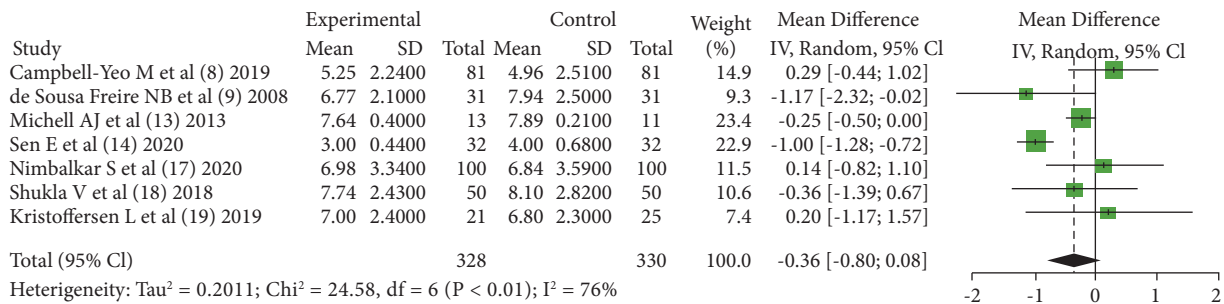 Experimental Control Weight Mean Difference Mean Difference
Study Mean SD Total Mean SD Total (%) IV, Random, 95% Cl IV, Random, 95% Cl
Campbell-Yeo M et al (8) 2019 5.25 2.2400 81 4.96 2.5100 81 14.9 0.29 [-0.44; 1.02]
de Sousa Freire NB et al (9) 2008 6.77 2.1000 31 7.94 2.5000 31 9.3 -1.17 [-2.32; -0.02]
Michell AJ et al (13) 2013 7.64 0.4000 13 7.89 0.2100 11 23.4 -0.25 [-0.50; 0.00]
Sen E et al (14) 2020 3.00 0.4400 32 4.00 0.6800 32 22.9 -1.00 [-1.28; -0.72]
Nimbalkar S et al (17) 2020 6.98 3.3400 100 6.84 3.5900 100 11.5 0.14 [-0.82; 1.10]
Shukla V et al (18) 2018 7.74 2.4300 50 8.10 2.8200 50 10.6 -0.36 [-1.39; 0.67]
Kristoffersen L et al (19) 2019 7.00 2.4000 21 6.80 2.3000 25 7.4 0.20 [-1.17; 1.57]
Total (95% Cl) 328 330 100.0 -0.36 [-0.80; 0.08]
Heterigeneity: Tau² = 0.2011; Chi² = 24.58, df = 6 (P < 0.01); I² = 76%
-2 -1 0 1 2